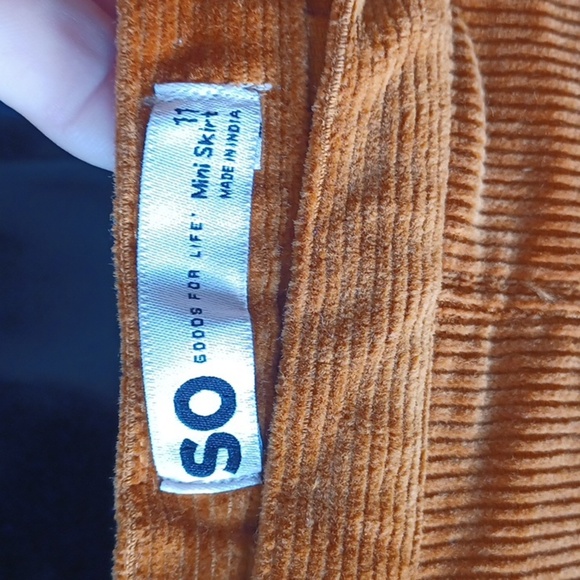 SO
GOODS FOR LIFE®
11
Mini Skirt
MADE IN INDIA